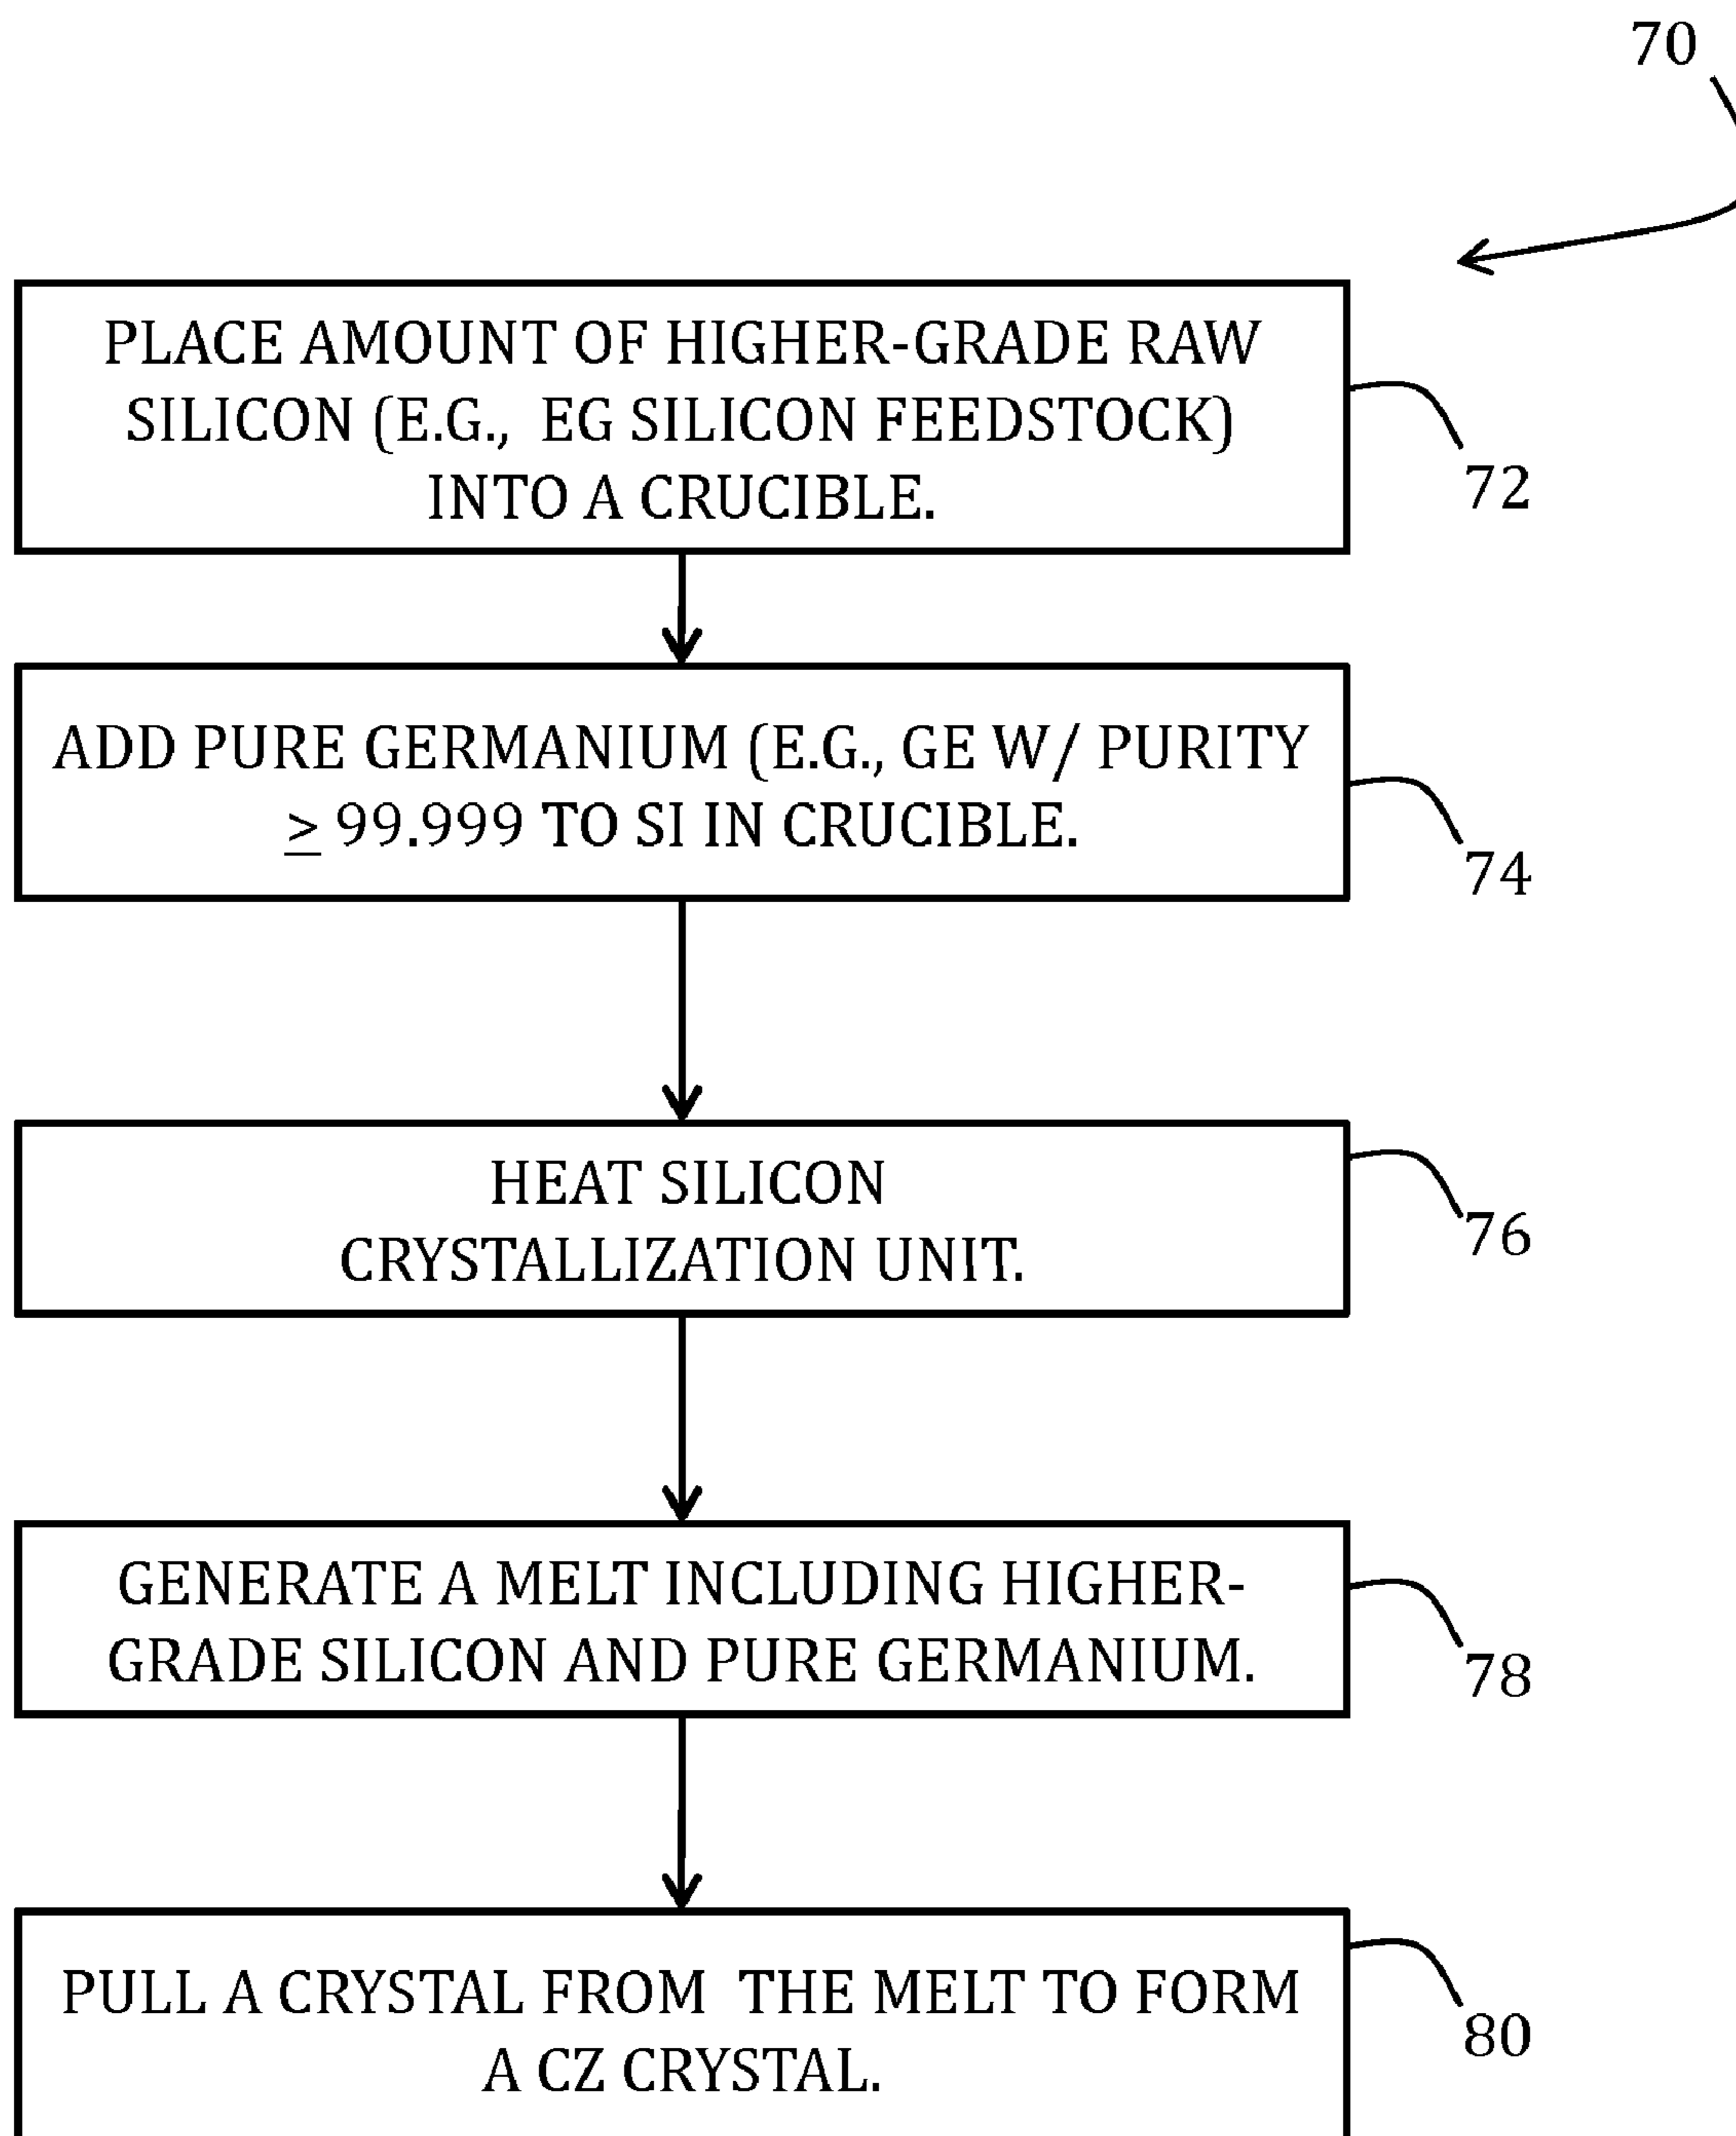 70
PLACE AMOUNT OF HIGHER-GRADE RAW
SILICON (E.G., EG SILICON FEEDSTOCK)
INTO A CRUCIBLE.
72
ADD PURE GERMANIUM (E.G., GE W/ PURITY
≥ 99.999 TO SI IN CRUCIBLE.
74
HEAT SILICON
CRYSTALLIZATION UNIT.
76
GENERATE A MELT INCLUDING HIGHER-
GRADE SILICON AND PURE GERMANIUM.
78
PULL A CRYSTAL FROM THE MELT TO FORM
A CZ CRYSTAL.
80